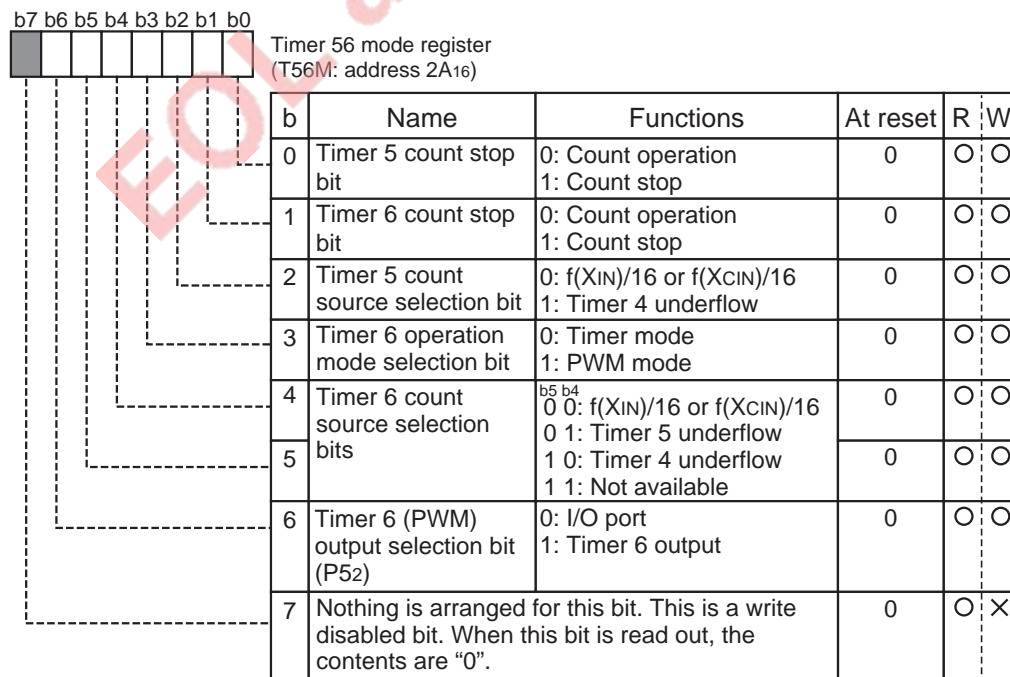 b7 b6 b5 b4 b3 b2 b1 b0
Timer 56 mode register
(T56M: address 2A16)
b Name Functions At reset R W
0 Timer 5 count stop bit 0: Count operation 0 O O
1: Count stop
1 Timer 6 count stop bit 0: Count operation 0 O O
1: Count stop
2 Timer 5 count source selection bit 0: f(XIN)/16 or f(XCIN)/16 0 O O
1: Timer 4 underflow
3 Timer 6 operation mode selection bit 0: Timer mode 0 O O
1: PWM mode
4 Timer 6 count source selection bits b5 b4
0 0: f(XIN)/16 or f(XCIN)/16 0 O O
0 1: Timer 5 underflow
5 1 0: Timer 4 underflow 0 O O
1 1: Not available
6 Timer 6 (PWM) output selection bit (P52) 0: I/O port 0 O O
1: Timer 6 output
7 Nothing is arranged for this bit. This is a write 0 O ×
disabled bit. When this bit is read out, the
contents are “0”.
EOL a